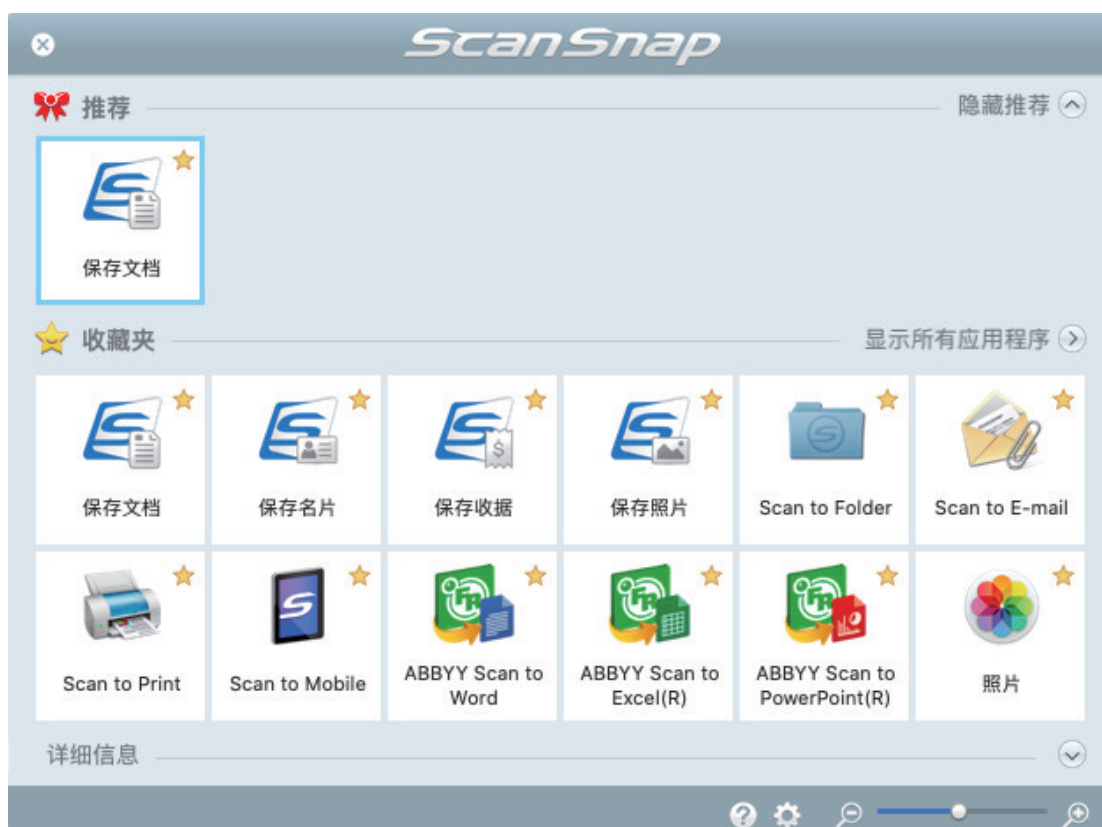 ScanSnap
推荐
隐藏推荐
保存文档
收藏夹
显示所有应用程序
保存文档
保存名片
保存收据
保存照片
Scan to Folder
Scan to E-mail
Scan to Print
Scan to Mobile
ABBYY Scan to
Word
ABBYY Scan to
Excel(R)
ABBYY Scan to
PowerPoint(R)
照片
详细信息